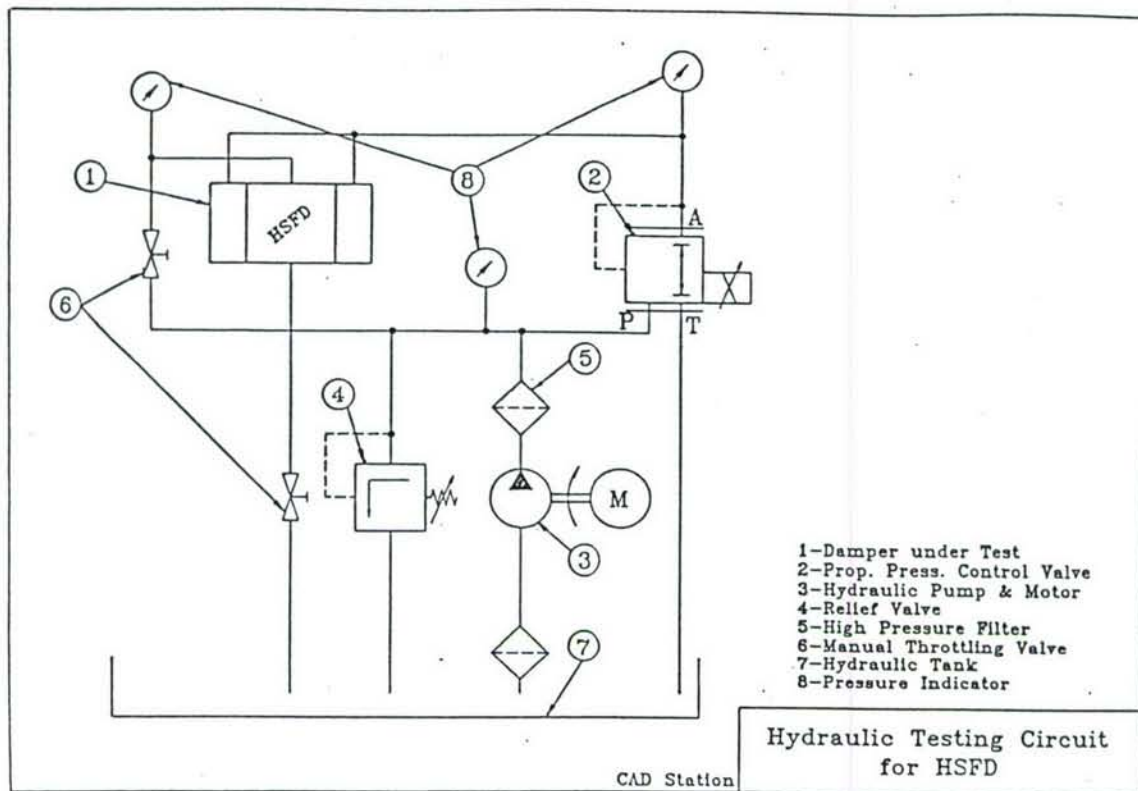 1
8
2
HSFD
A
6
P
T
5
4
M
3
7
1-Damper under Test
2-Prop. Press. Control Valve
3-Hydraulic Pump & Motor
4-Relief Valve
5-High Pressure Filter
6-Manual Throttling Valve
7-Hydraulic Tank
8-Pressure Indicator
Hydraulic Testing Circuit
for HSFD
CAD Station